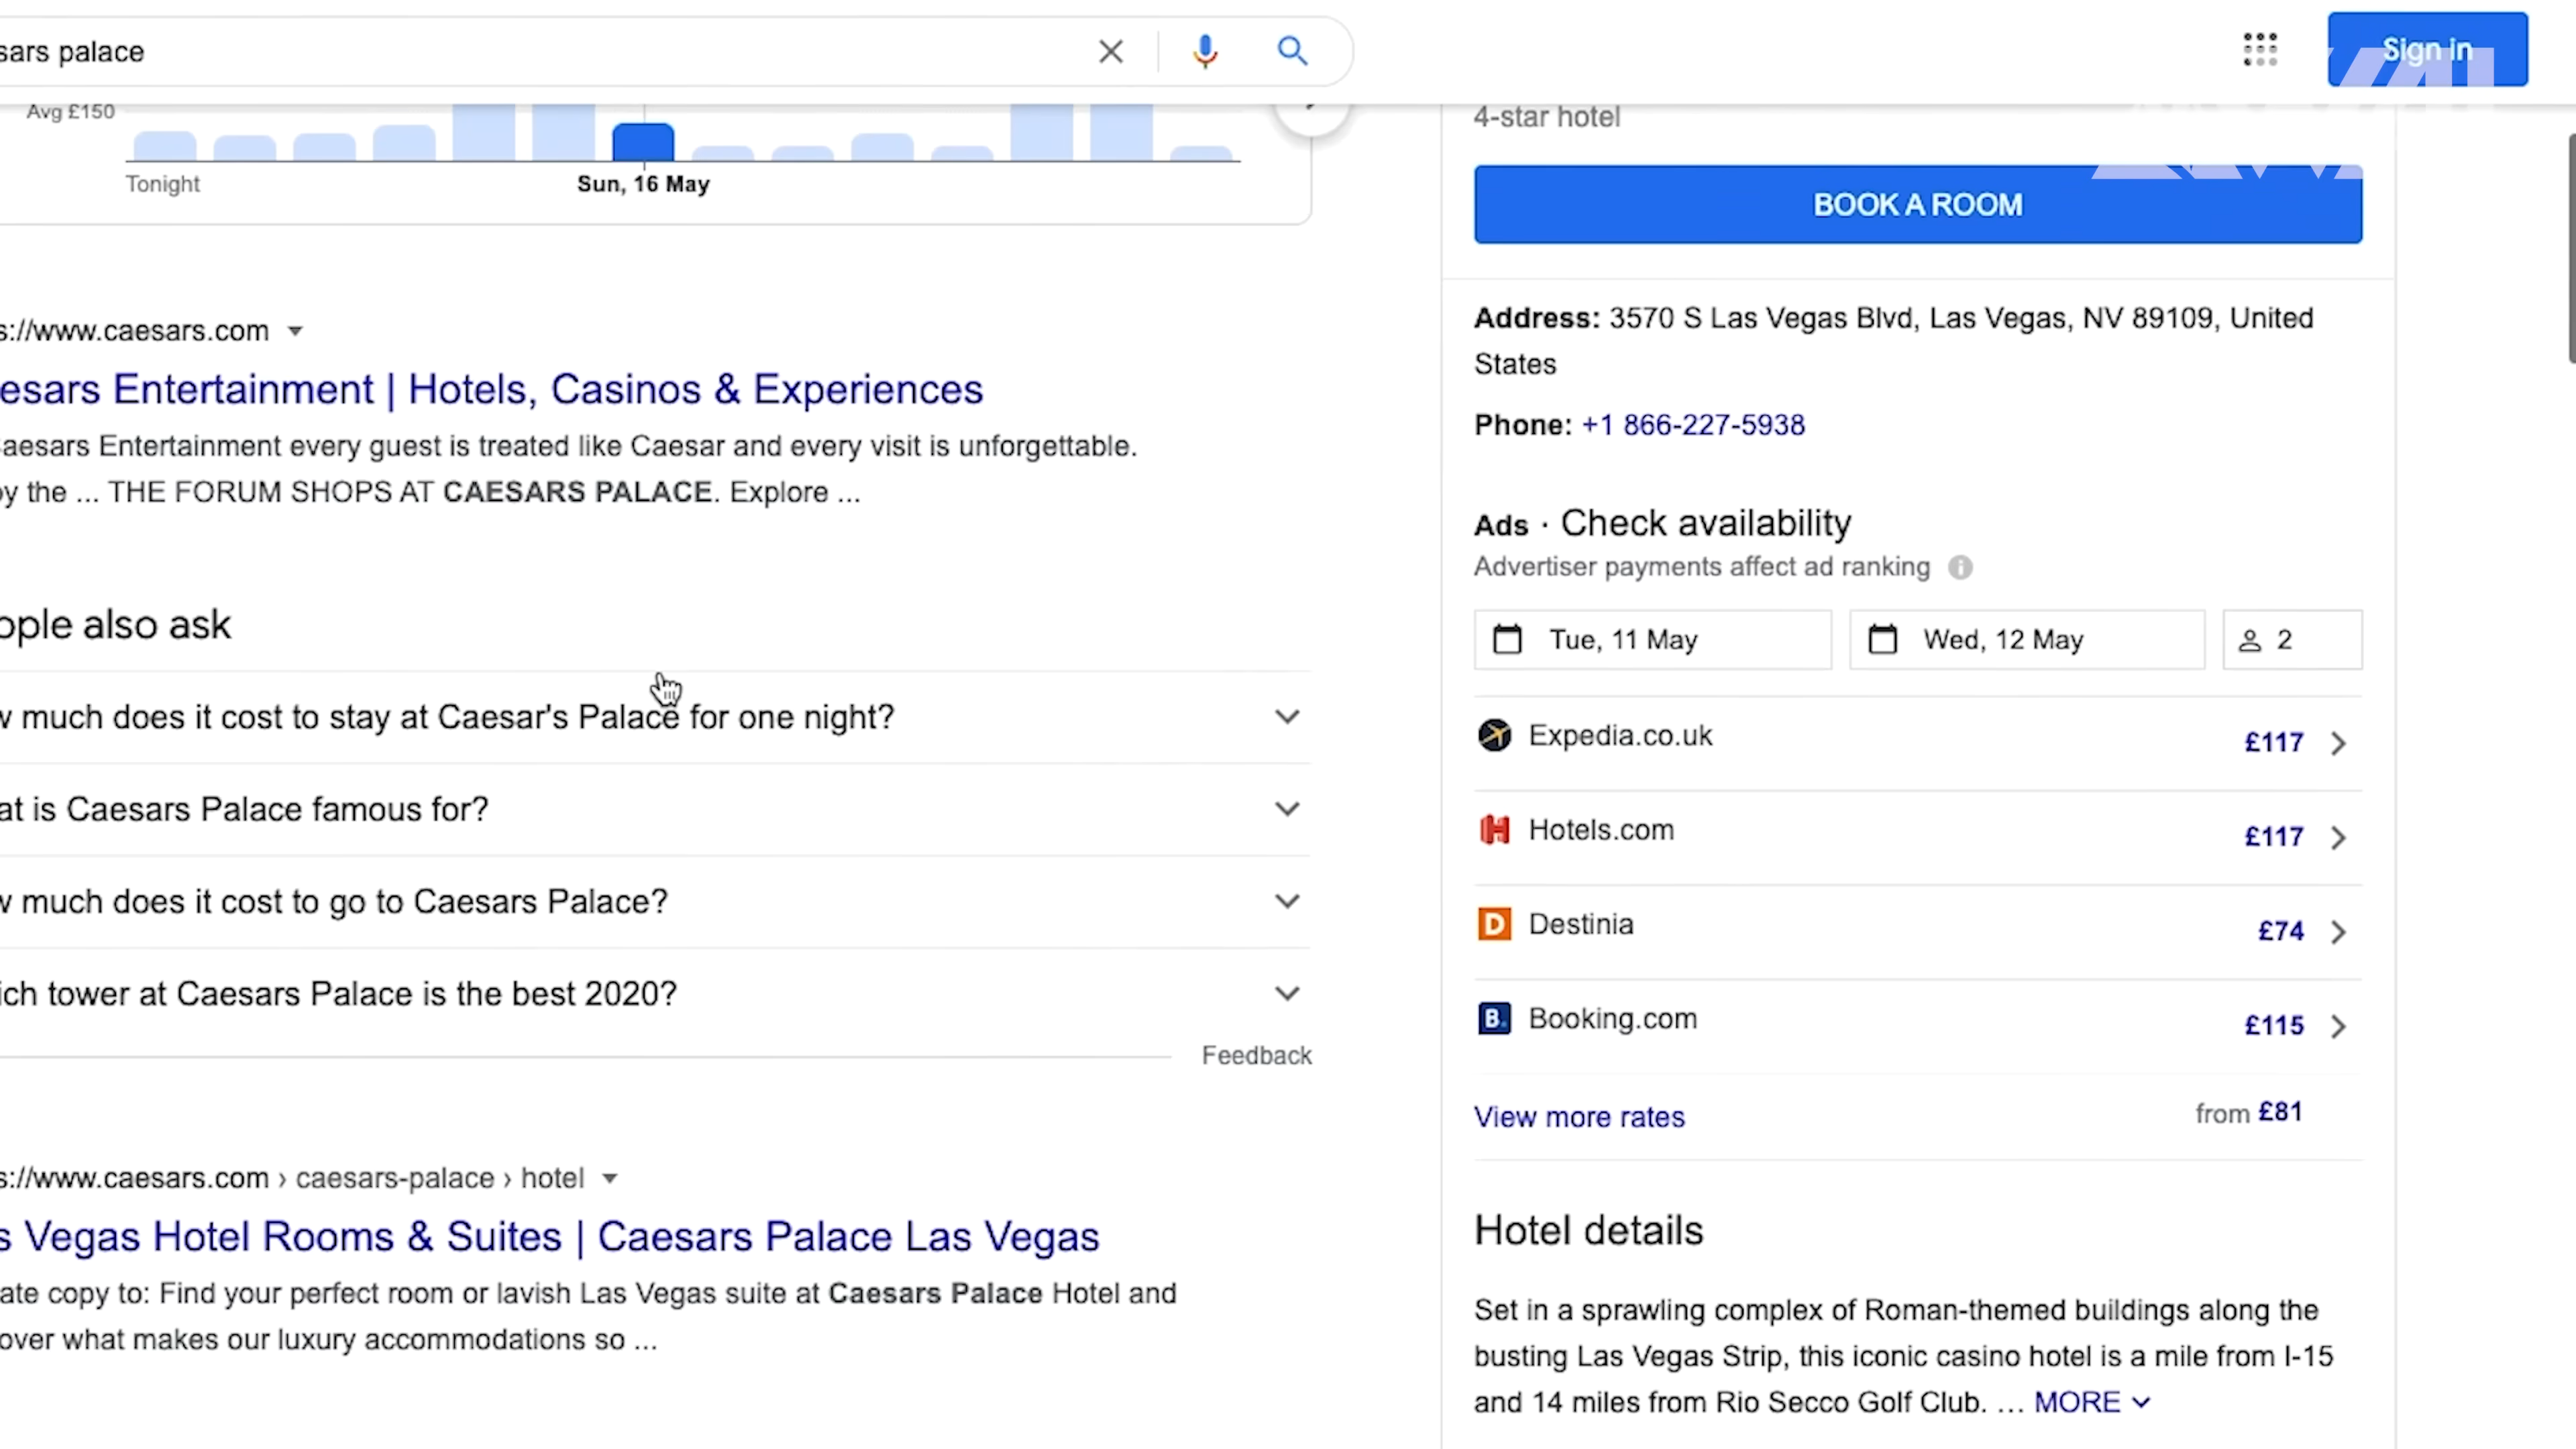 sars palace
Sign in
Avg £150
Tonight
Sun, 16 May
s://www.caesars.com
esars Entertainment | Hotels, Casinos & Experiences
aesars Entertainment every guest is treated like Caesar and every visit is unforgettable.
y the ... THE FORUM SHOPS AT CAESARS PALACE. Explore ...
ople also ask
w much does it cost to stay at Caesar's Palace for one night?
at is Caesars Palace famous for?
w much does it cost to go to Caesars Palace?
ich tower at Caesars Palace is the best 2020?
Feedback
s://www.caesars.com › caesars-palace › hotel
s Vegas Hotel Rooms & Suites | Caesars Palace Las Vegas
ate copy to: Find your perfect room or lavish Las Vegas suite at Caesars Palace Hotel and
over what makes our luxury accommodations so ...
4-star hotel
BOOK A ROOM
Address: 3570 S Las Vegas Blvd, Las Vegas, NV 89109, United
States
Phone: +1 866-227-5938
Ads · Check availability
Advertiser payments affect ad ranking
Tue, 11 May
Wed, 12 May
2
Expedia.co.uk £117
Hotels.com £117
Destinia £74
Booking.com £115
View more rates from £81
Hotel details
Set in a sprawling complex of Roman-themed buildings along the
busting Las Vegas Strip, this iconic casino hotel is a mile from I-15
and 14 miles from Rio Secco Golf Club. ... MORE